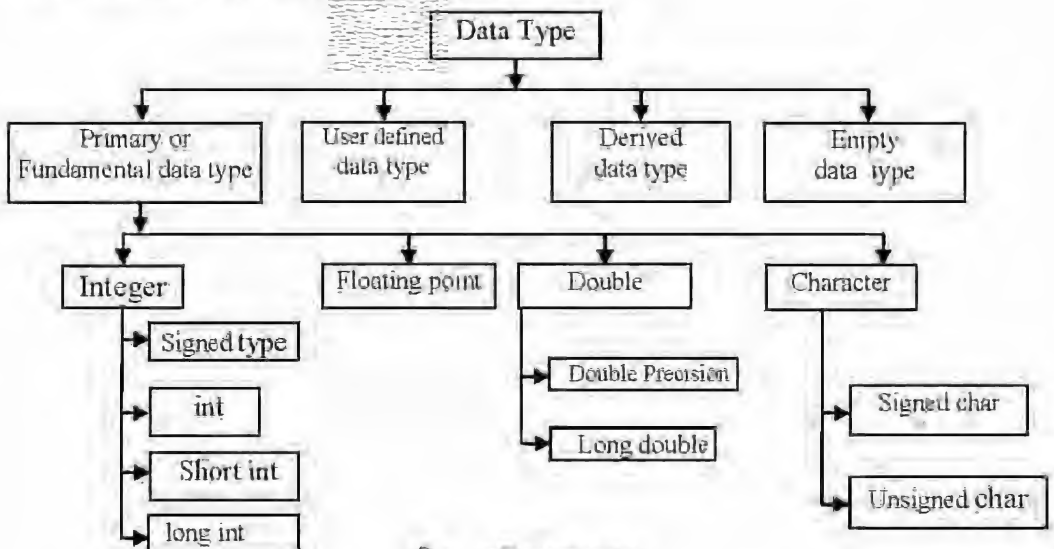 Data Type
Primary or
Fundamental data type
User defined
data type
Derived
data type
Empty
data type
Integer
Floating point
Double
Character
Signed type
int
Short int
long int
Double Precision
Long double
Signed char
Unsigned char